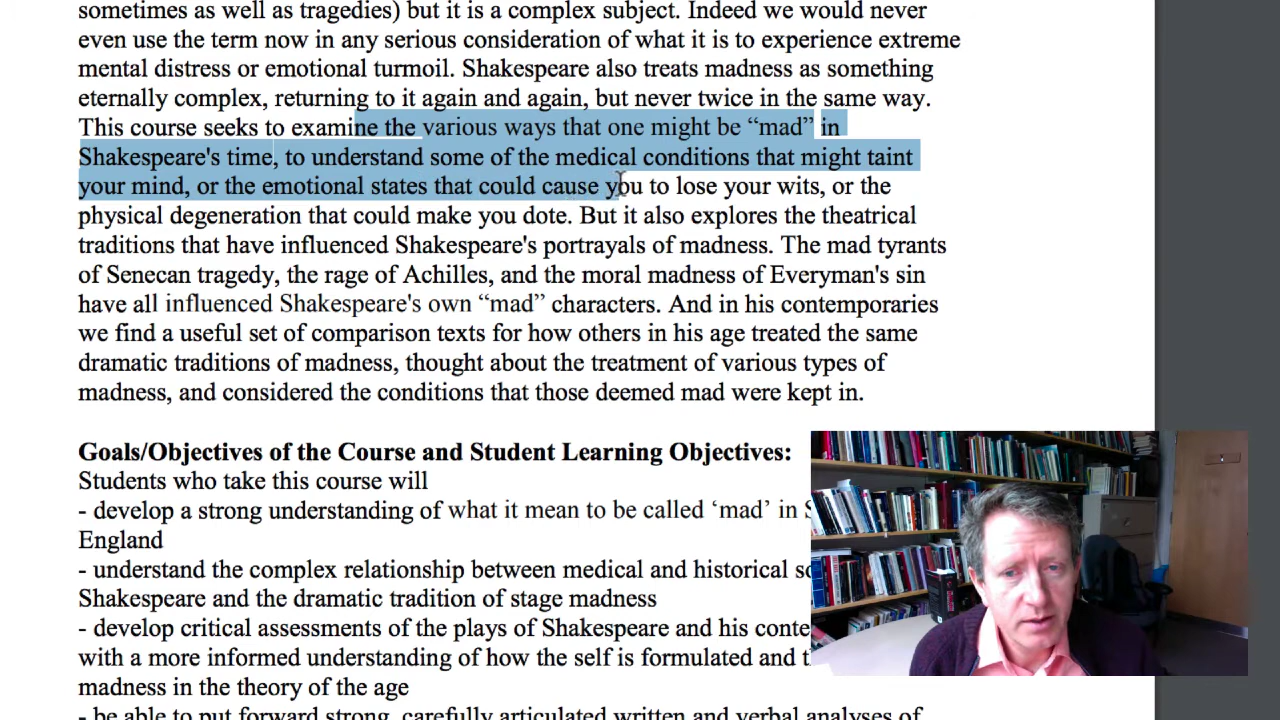 sometimes as well as tragedies) but it is a complex subject. Indeed we would never
even use the term now in any serious consideration of what it is to experience extreme
mental distress or emotional turmoil. Shakespeare also treats madness as something
eternally complex, returning to it again and again, but never twice in the same way.
This course seeks to examine the various ways that one might be “mad” in
Shakespeare's time, to understand some of the medical conditions that might taint
your mind, or the emotional states that could cause you to lose your wits, or the
physical degeneration that could make you dote. But it also explores the theatrical
traditions that have influenced Shakespeare's portrayals of madness. The mad tyrants
of Senecan tragedy, the rage of Achilles, and the moral madness of Everyman's sin
have all influenced Shakespeare's own “mad” characters. And in his contemporaries
we find a useful set of comparison texts for how others in his age treated the same
dramatic traditions of madness, thought about the treatment of various types of
madness, and considered the conditions that those deemed mad were kept in.
Goals/Objectives of the Course and Student Learning Objectives:
Students who take this course will
- develop a strong understanding of what it mean to be called ‘mad’ in
England
- understand the complex relationship between medical and historical
Shakespeare and the dramatic tradition of stage madness
- develop critical assessments of the plays of Shakespeare and his
with a more informed understanding of how the self is formulated and
madness in the theory of the age
- be able to put forward strong, carefully articulated written and verbal analyses of